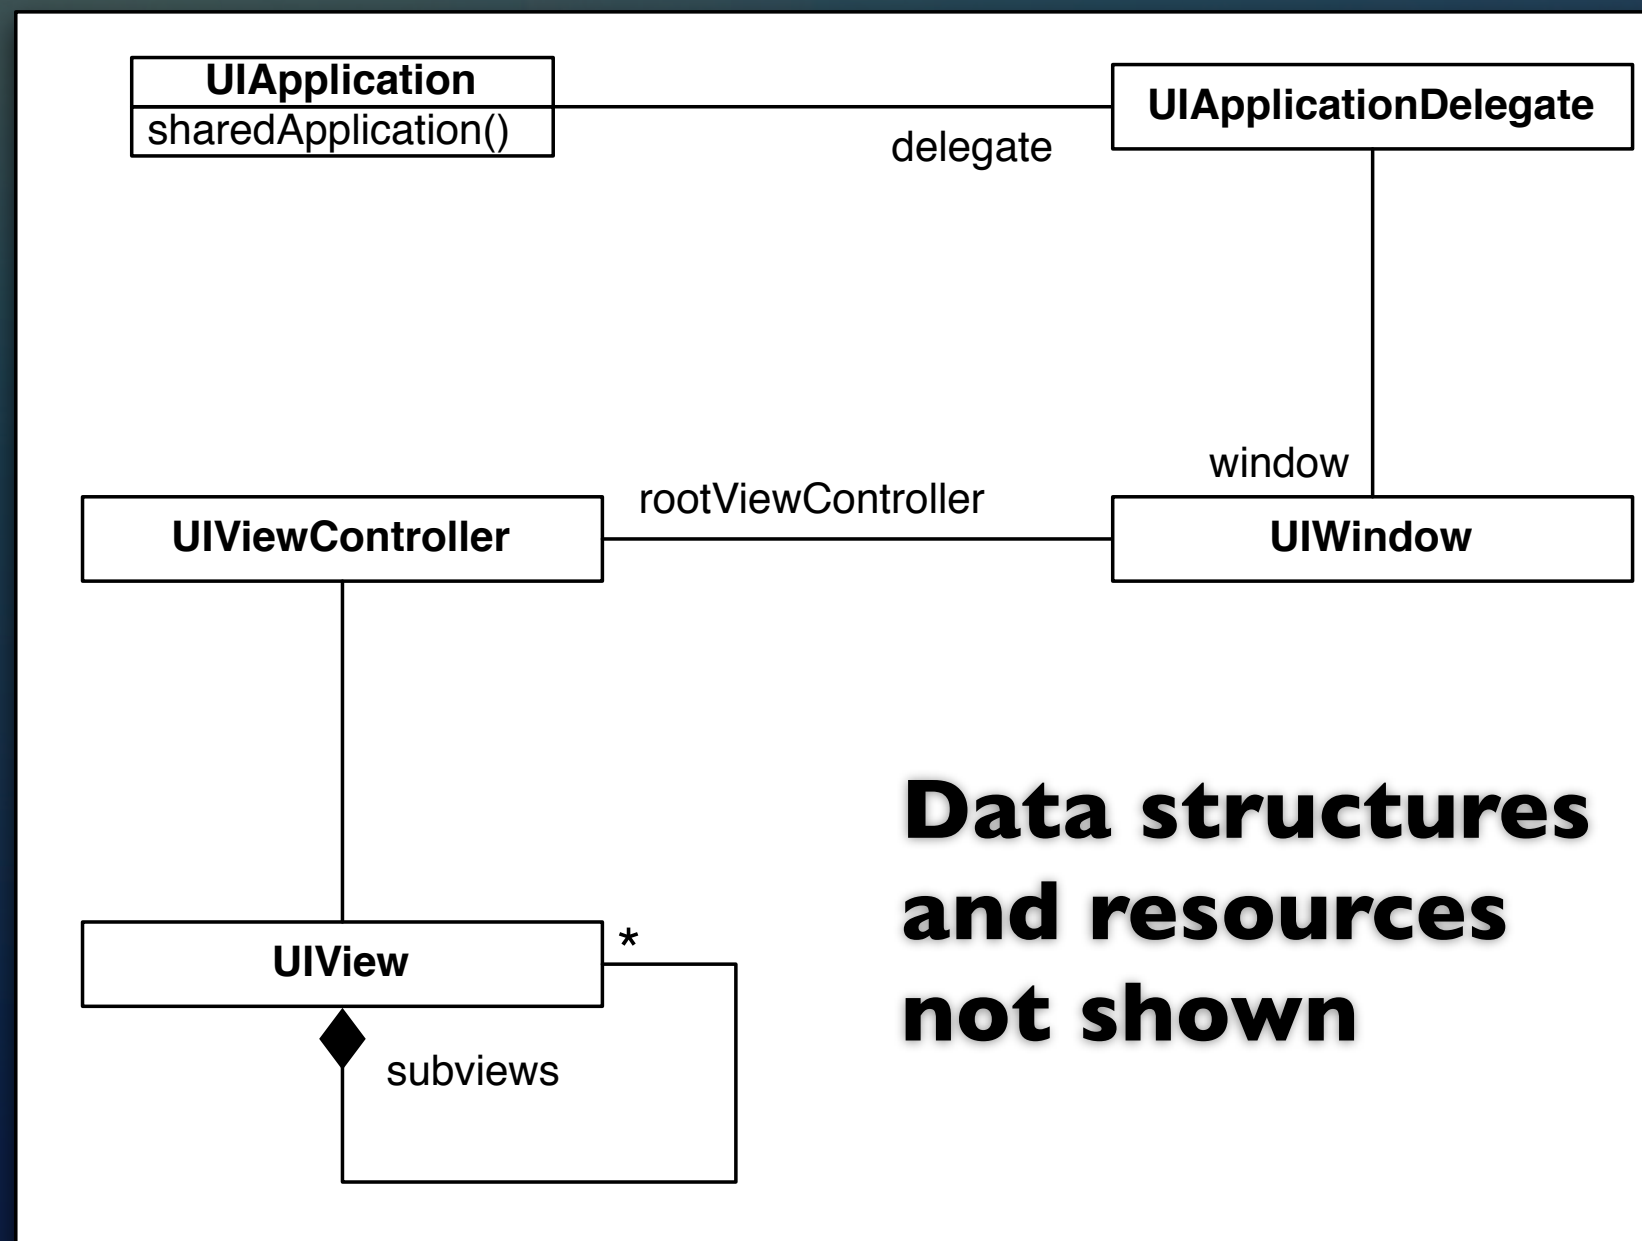 UIApplication
sharedApplication()
UIApplicationDelegate
delegate
window
rootViewController
UIViewController
UIWindow
UIView
*
subviews
Data structures
and resources
not shown